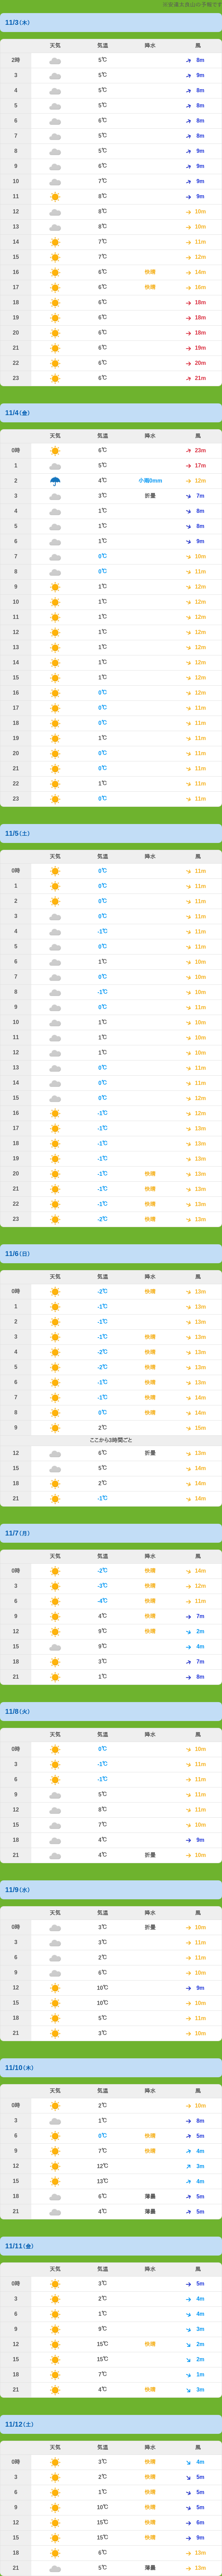 11/3(木)
天気 気温 降水 風
2時 5℃ 8m
3 5℃ 9m
4 5℃ 8m
5 5℃ 8m
6 5℃ 8m
7 5℃ 8m
8 5℃ 9m
9 6℃ 9m
10 7℃ 9m
11 8℃ 9m
12 8℃ 10m
13 8℃ 10m
14 7℃ 11m
15 7℃ 12m
16 6℃ 快晴 14m
17 6℃ 快晴 16m
18 6℃ 18m
19 6℃ 18m
20 6℃ 18m
21 6℃ 19m
22 6℃ 20m
23 6℃ 21m
11/4(金)
天気 気温 降水 風
0時 6℃ 23m
1 5℃ 17m
2 4℃ 小雨0mm 12m
3 3℃ 折曇 7m
4 1℃ 8m
5 1℃ 8m
6 1℃ 9m
7 0℃ 10m
8 0℃ 11m
9 1℃ 12m
10 1℃ 12m
11 1℃ 12m
12 1℃ 12m
13 1℃ 12m
14 1℃ 12m
15 1℃ 12m
16 0℃ 12m
17 0℃ 11m
18 0℃ 11m
19 1℃ 11m
20 0℃ 11m
21 0℃ 11m
22 1℃ 11m
23 0℃ 11m
11/5(土)
天気 気温 降水 風
0時 0℃ 11m
1 0℃ 11m
2 0℃ 11m
3 0℃ 11m
4 -1℃ 11m
5 0℃ 11m
6 1℃ 10m
7 0℃ 10m
8 -1℃ 10m
9 0℃ 11m
10 1℃ 10m
11 1℃ 10m
12 1℃ 10m
13 0℃ 11m
14 0℃ 11m
15 0℃ 12m
16 -1℃ 12m
17 -1℃ 13m
18 -1℃ 13m
19 -1℃ 13m
20 -1℃ 快晴 13m
21 -1℃ 快晴 13m
22 -1℃ 快晴 13m
23 -2℃ 快晴 13m
11/6(日)
天気 気温 降水 風
0時 -2℃ 快晴 13m
1 -1℃ 13m
2 -1℃ 13m
3 -1℃ 快晴 13m
4 -2℃ 快晴 13m
5 -2℃ 快晴 13m
6 -1℃ 快晴 13m
7 -1℃ 快晴 14m
8 0℃ 快晴 14m
9 2℃ 15m
ここから3時間ごと
12 6℃ 折曇 13m
15 5℃ 14m
18 2℃ 14m
21 -1℃ 14m
11/7(月)
天気 気温 降水 風
0時 -2℃ 快晴 14m
3 -3℃ 快晴 12m
6 -4℃ 快晴 11m
9 4℃ 快晴 7m
12 9℃ 快晴 2m
15 9℃ 4m
18 3℃ 7m
21 1℃ 8m
11/8(火)
天気 気温 降水 風
0時 0℃ 10m
3 -1℃ 11m
6 -1℃ 11m
9 5℃ 11m
12 8℃ 11m
15 7℃ 10m
18 4℃ 9m
21 4℃ 折曇 10m
11/9(水)
天気 気温 降水 風
0時 3℃ 折曇 10m
3 3℃ 11m
6 2℃ 11m
9 6℃ 10m
12 10℃ 9m
15 10℃ 10m
18 5℃ 11m
21 3℃ 10m
11/10(木)
天気 気温 降水 風
0時 2℃ 10m
3 1℃ 8m
6 0℃ 快晴 5m
9 7℃ 快晴 4m
12 12℃ 3m
15 13℃ 4m
18 6℃ 薄曇 5m
21 4℃ 薄曇 5m
11/11(金)
天気 気温 降水 風
0時 3℃ 5m
3 2℃ 4m
6 1℃ 4m
9 9℃ 3m
12 15℃ 快晴 2m
15 15℃ 2m
18 7℃ 1m
21 4℃ 快晴 3m
11/12(土)
天気 気温 降水 風
0時 3℃ 快晴 4m
3 2℃ 快晴 5m
6 1℃ 快晴 5m
9 10℃ 快晴 5m
12 15℃ 快晴 6m
15 15℃ 快晴 9m
18 6℃ 13m
21 5℃ 薄曇 13m